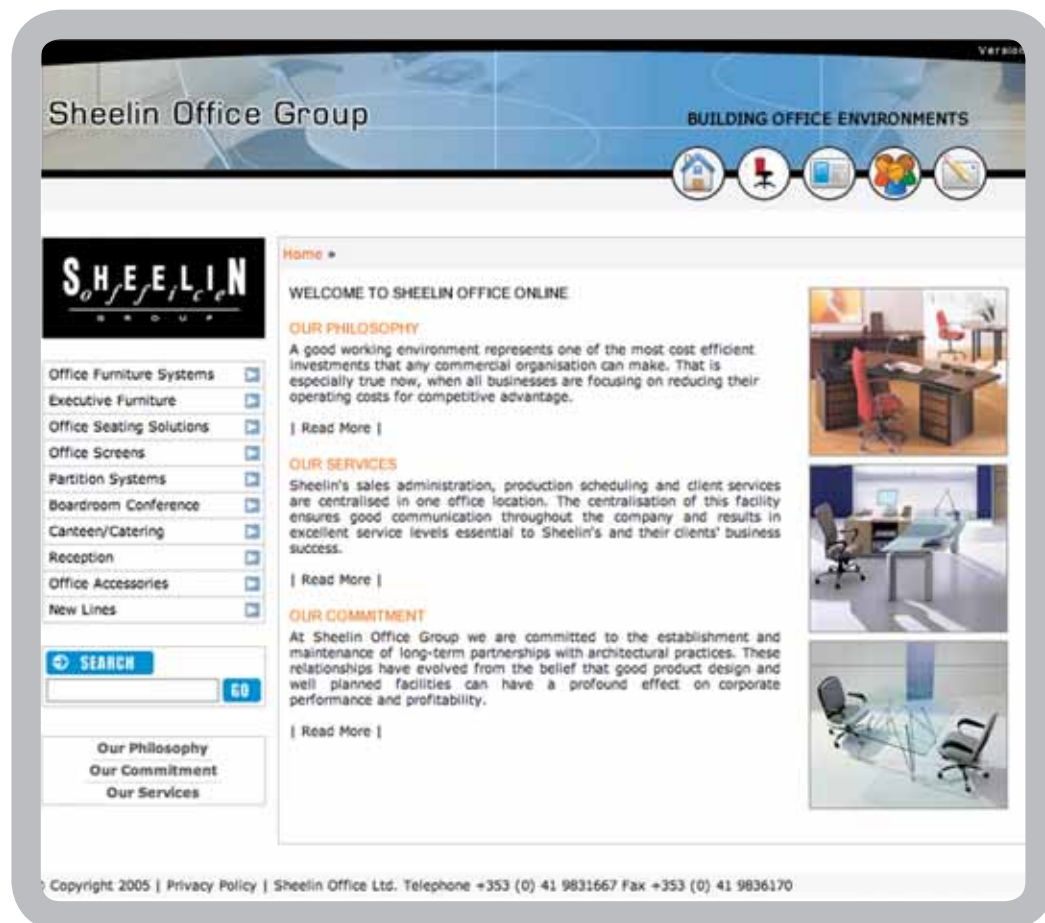 Version
Sheelin Office Group
BUILDING OFFICE ENVIRONMENTS
SHEELIN
office
GROUP
Home »
WELCOME TO SHEELIN OFFICE ONLINE
OUR PHILOSOPHY
A good working environment represents one of the most cost efficient
investments that any commercial organisation can make. That is
especially true now, when all businesses are focusing on reducing their
operating costs for competitive advantage.
| Read More |
OUR SERVICES
Sheelin's sales administration, production scheduling and client services
are centralised in one office location. The centralisation of this facility
ensures good communication throughout the company and results in
excellent service levels essential to Sheelin's and their clients' business
success.
| Read More |
OUR COMMITMENT
At Sheelin Office Group we are committed to the establishment and
maintenance of long-term partnerships with architectural practices. These
relationships have evolved from the belief that good product design and
well planned facilities can have a profound effect on corporate
performance and profitability.
| Read More |
Office Furniture Systems
Executive Furniture
Office Seating Solutions
Office Screens
Partition Systems
Boardroom Conference
Canteen/Catering
Reception
Office Accessories
New Lines
SEARCH
GO
Our Philosophy
Our Commitment
Our Services
Copyright 2005 | Privacy Policy | Sheelin Office Ltd. Telephone +353 (0) 41 9831667 Fax +353 (0) 41 9836170